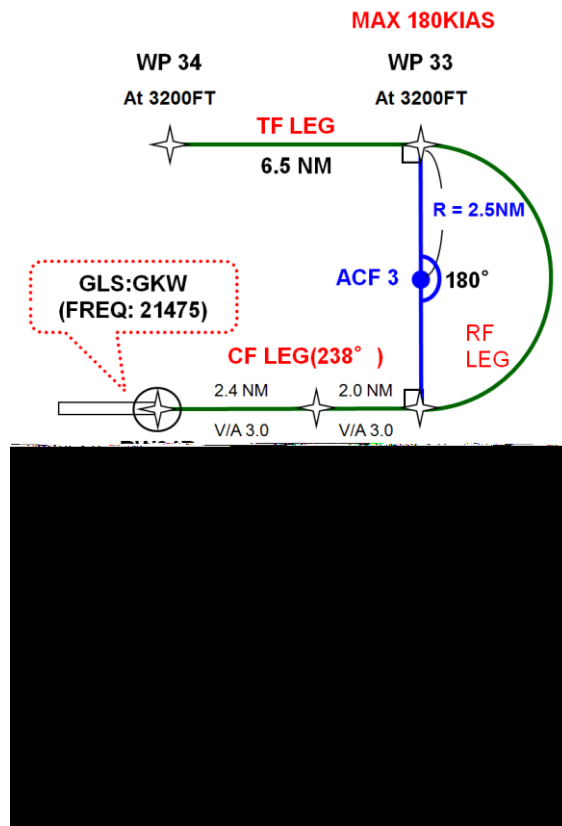 MAX 180KIAS
WP 34
WP 33
At 3200FT
At 3200FT
TF LEG
6.5 NM
R = 2.5NM
ACF 3
180°
GLS:GKW
(FREQ: 21475)
RF
LEG
CF LEG(238°)
2.4 NM
2.0 NM
V/A 3.0
V/A 3.0